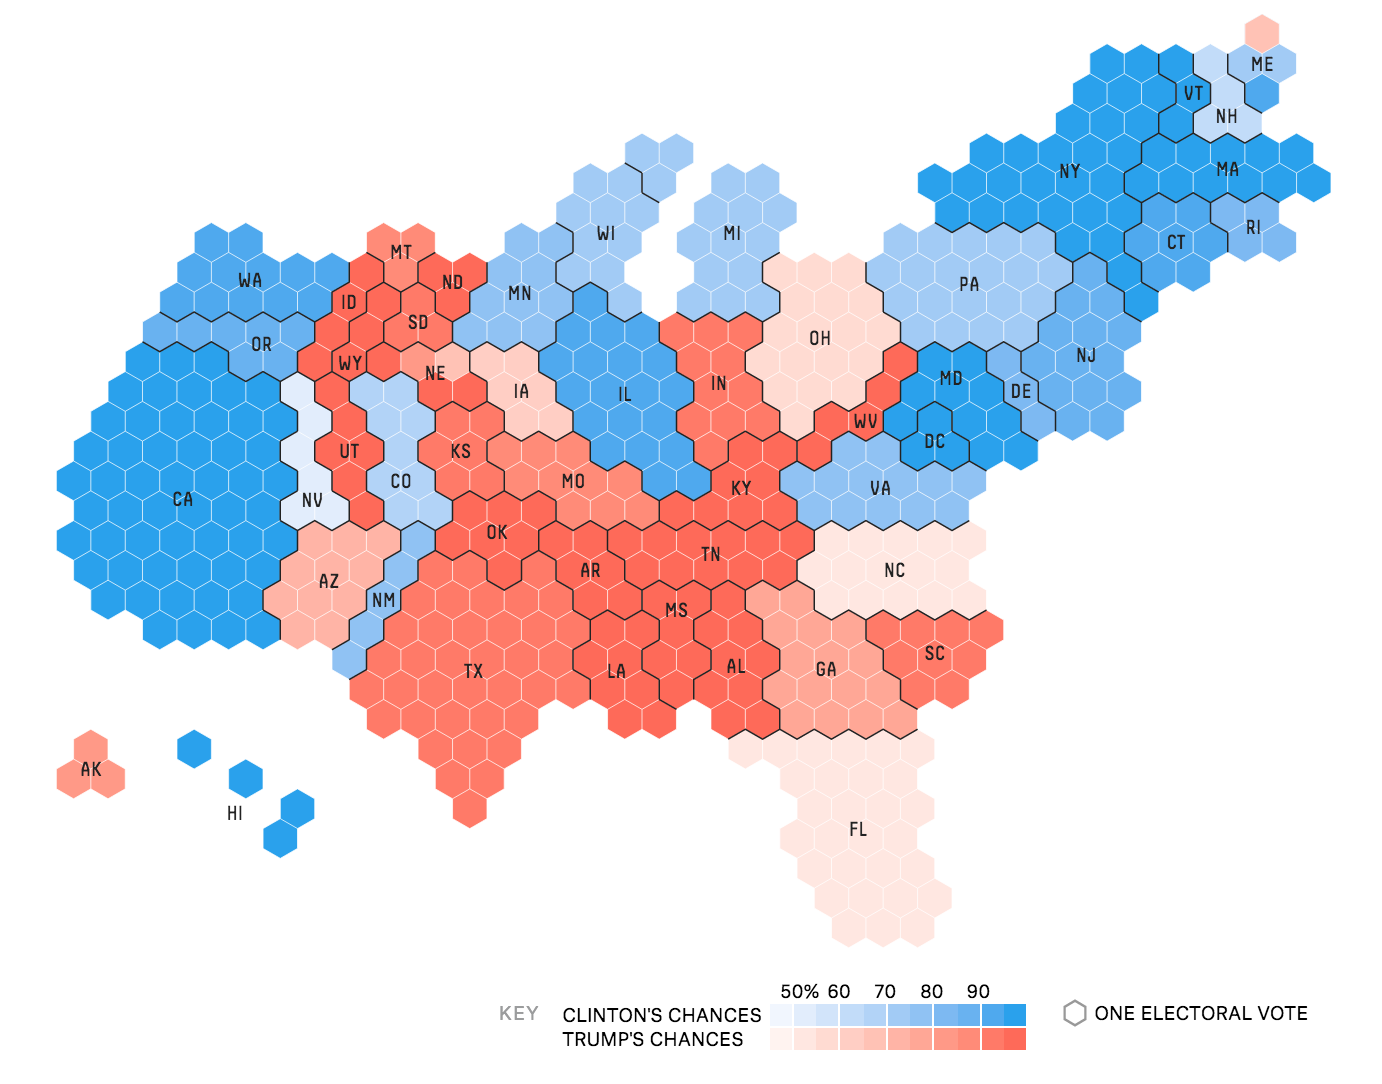 ME
VT
NH
NY
MA
RI
CT
WI
MI
MT
WA
ND
MN
PA
ID
SD
OH
OR
NJ
WY
NE
IA
IL
IN
MD
DE
WV
UT
KS
DC
CO
MO
KY
VA
CA
NV
OK
TN
AR
NC
AZ
NM
MS
TX
LA
AL
GA
SC
AK
HI
FL
50% 60 70 80 90
KEY CLINTON'S CHANCES
TRUMP'S CHANCES
ONE ELECTORAL VOTE